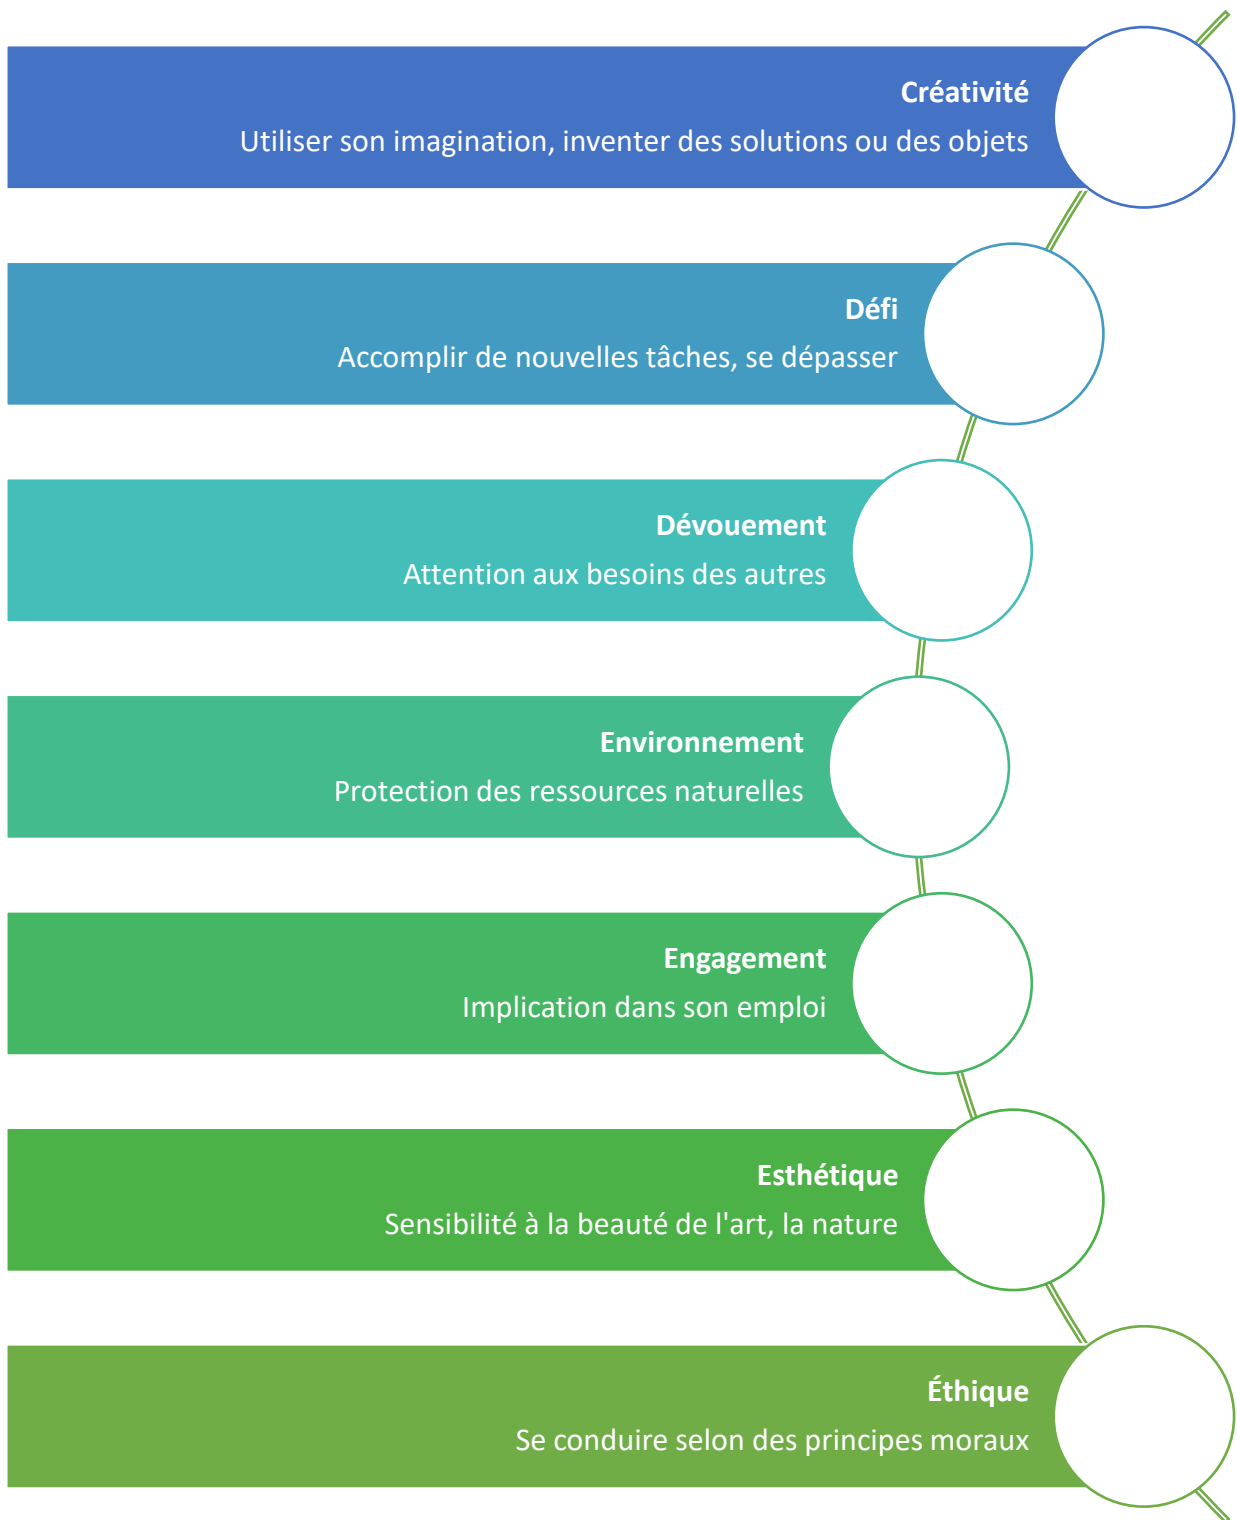 Créativité
Utiliser son imagination, inventer des solutions ou des objets
Défi
Accomplir de nouvelles tâches, se dépasser
Dévouement
Attention aux besoins des autres
Environnement
Protection des ressources naturelles
Engagement
Implication dans son emploi
Esthétique
Sensibilité à la beauté de l'art, la nature
Éthique
Se conduire selon des principes moraux